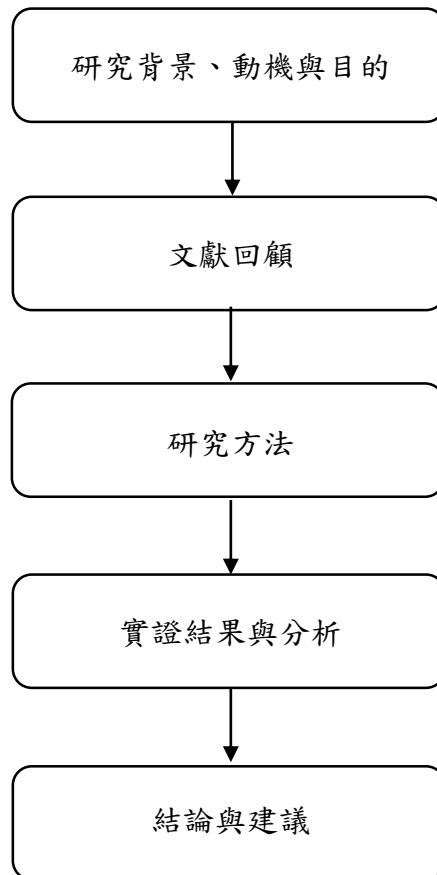 研究背景、動機與目的
文獻回顧
研究方法
實證結果與分析
結論與建議